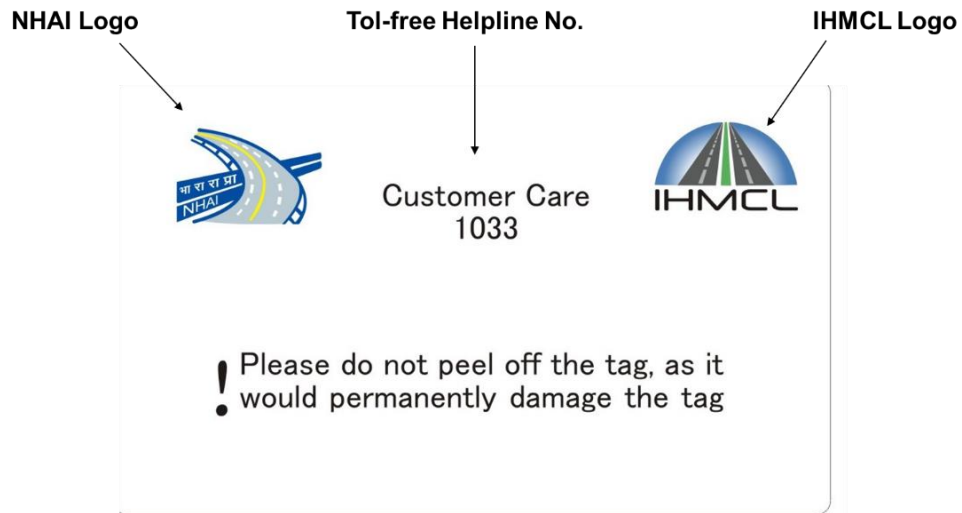 NHAI Logo
Tol-free Helpline No.
IHMCL Logo
भा रा रा प्रा
NHAI
Customer Care
1033
IHMCL
! Please do not peel off the tag, as it
would permanently damage the tag